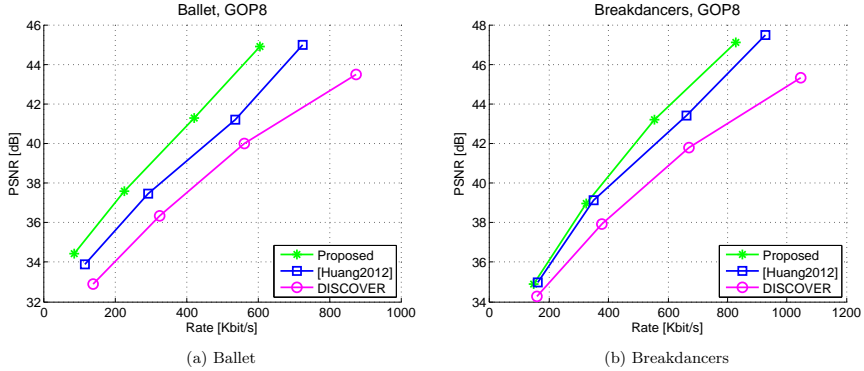 Ballet, GOP8
46
44
42
40
38
36
34
32
PSNR [dB]
0 200 400 600 800 1000
Rate [Kbit/s]
Proposed
[Huang2012]
DISCOVER
(a) Ballet
Breakdancers, GOP8
48
46
44
42
40
38
36
34
PSNR [dB]
0 200 400 600 800 1000 1200
Rate [Kbit/s]
Proposed
[Huang2012]
DISCOVER
(b) Breakdancers